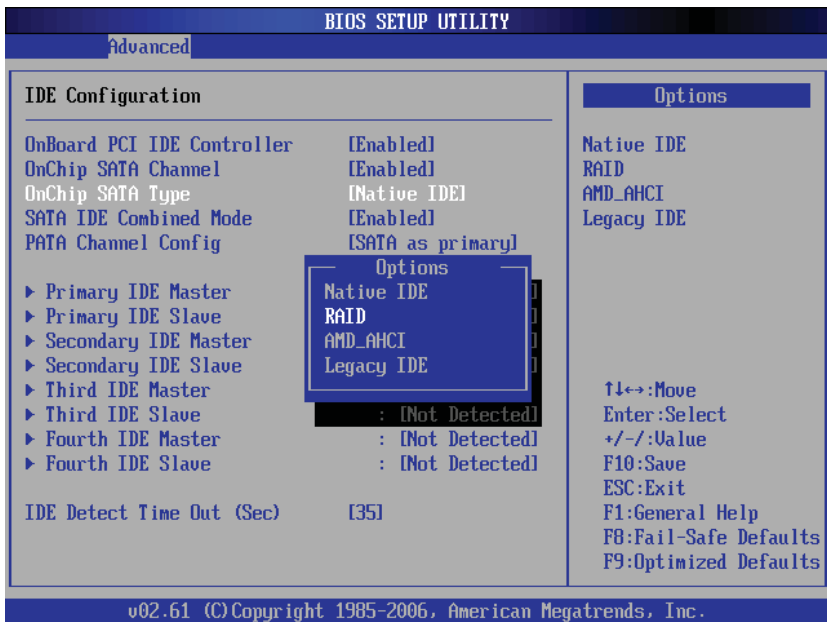 BIOS SETUP UTILITY
Advanced
IDE Configuration
OnBoard PCI IDE Controller [Enabled]
OnChip SATA Channel [Enabled]
OnChip SATA Type [Native IDE]
SATA IDE Combined Mode [Enabled]
PATA Channel Config [SATA as primary]
▶ Primary IDE Master ]
▶ Primary IDE Slave ]
▶ Secondary IDE Master ]
▶ Secondary IDE Slave ]
▶ Third IDE Master
▶ Third IDE Slave : [Not Detected]
▶ Fourth IDE Master : [Not Detected]
▶ Fourth IDE Slave : [Not Detected]
IDE Detect Time Out (Sec) [35]
Options
Native IDE
RAID
AMD_AHCI
Legacy IDE
Options
Native IDE
RAID
AMD_AHCI
Legacy IDE
↑↓←→:Move
Enter:Select
+/-/:Value
F10:Save
ESC:Exit
F1:General Help
F8:Fail-Safe Defaults
F9:Optimized Defaults
v02.61 (C)Copyright 1985-2006, American Megatrends, Inc.